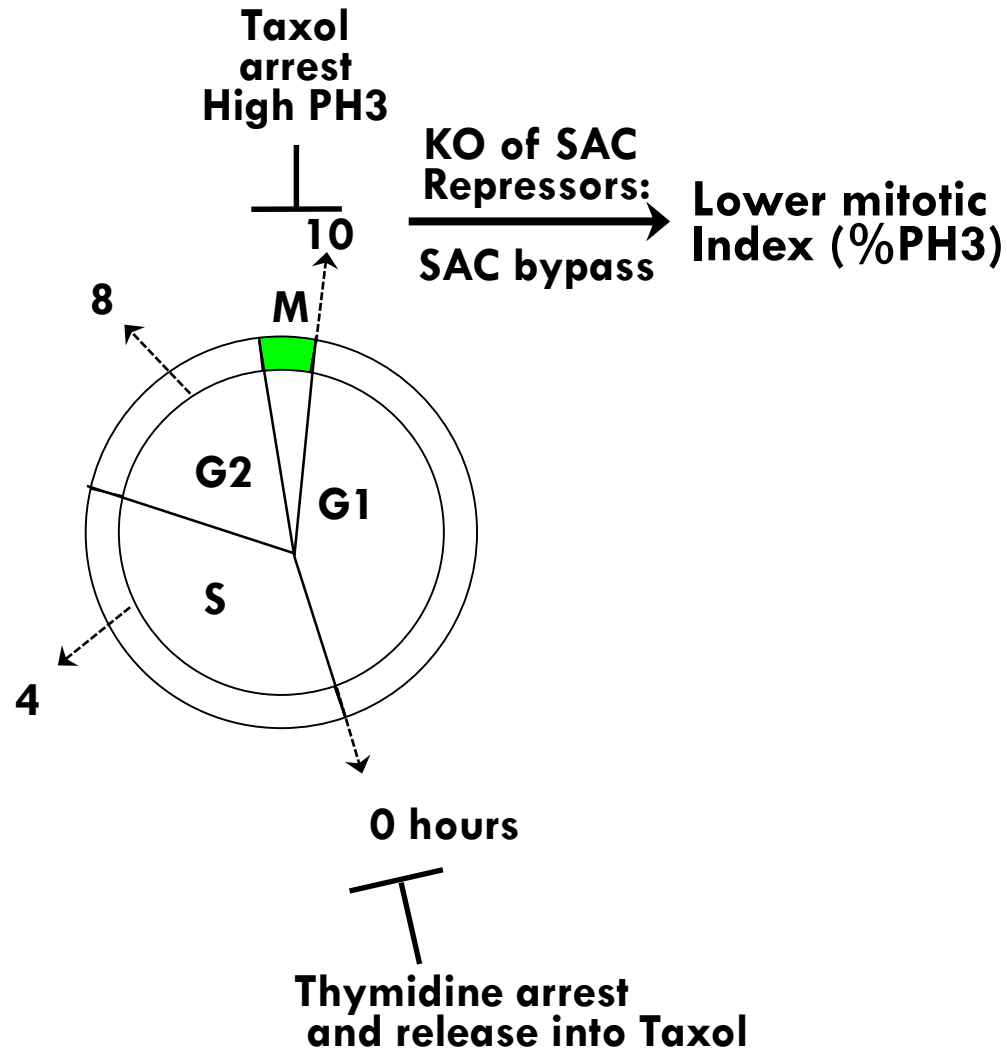 Taxol
arrest
High PH3
KO of SAC
Repressors:
SAC bypass
Lower mitotic
Index (%PH3)
10
8
M
G2
G1
S
4
0 hours
Thymidine arrest
and release into Taxol